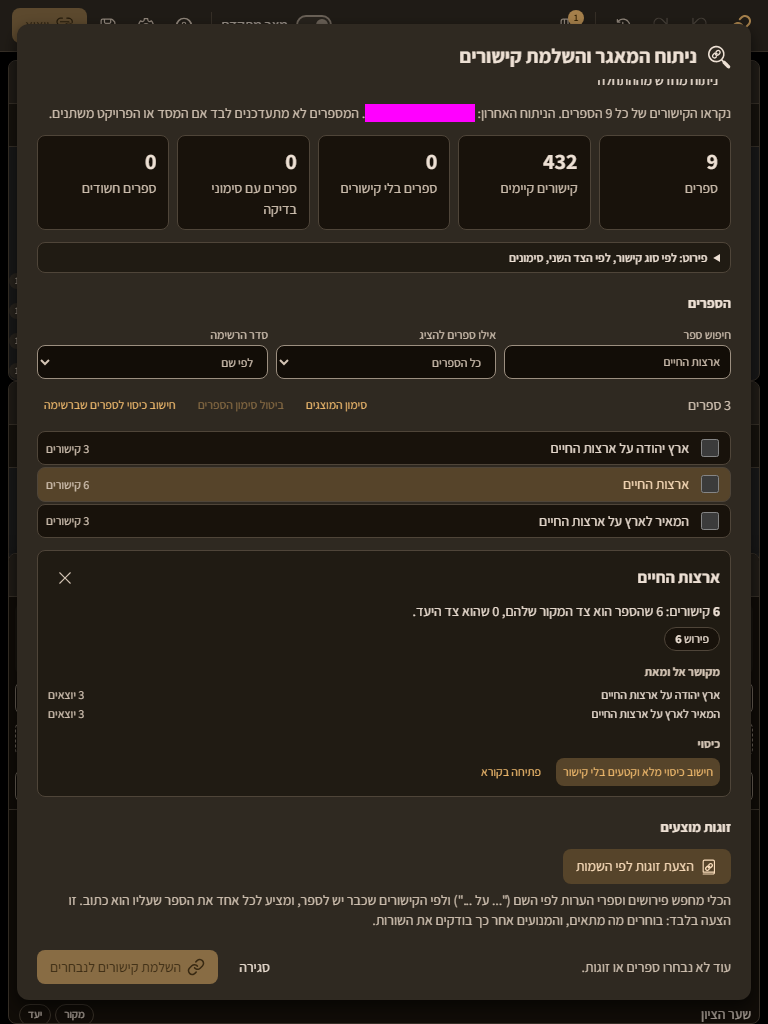 1
ניתוח המאגר והשלמת קישורים
ניתוח מחדש מההתחלה
נקראו הקישורים של כל 9 הספרים. הניתוח האחרון: . המספרים לא מתעדכנים לבד אם המסד או הפרויקט משתנים.
9
ספרים
432
קישורים קיימים
0
ספרים בלי קישורים
0
ספרים עם סימוני בדיקה
0
ספרים חשודים
פירוט: לפי סוג קישור, לפי הצד השני, סימונים
הספרים
חיפוש ספר
אילו ספרים להציג
סדר הרשימה
ארצות החיים
כל הספרים
לפי שם
3 ספרים
סימון המוצגים
ביטול סימון הספרים
חישוב כיסוי לספרים שברשימה
ארץ יהודה על ארצות החיים
3 קישורים
ארצות החיים
6 קישורים
המאיר לארץ על ארצות החיים
3 קישורים
ארצות החיים
6 קישורים: 6 שהספר הוא צד המקור שלהם, 0 שהוא צד היעד.
פירוש 6
מקושר אל ומאת
ארץ יהודה על ארצות החיים
3 יוצאים
המאיר לארץ על ארצות החיים
3 יוצאים
כיסוי
חישוב כיסוי מלא וקטעים בלי קישור
פתיחה בקורא
זוגות מוצעים
הצעת זוגות לפי השמות
הכלי מחפש פירושים וספרי הערות לפי השם ("... על ...") ולפי הקישורים שכבר יש לספר, ומציע לכל אחד את הספר שעליו הוא כתוב. זו
הצעה בלבד: בוחרים מה מתאים, והמנועים אחר כך בודקים את השורות.
עוד לא נבחרו ספרים או זוגות.
סגירה
השלמת קישורים לנבחרים
שער הציון
מקור
יעד